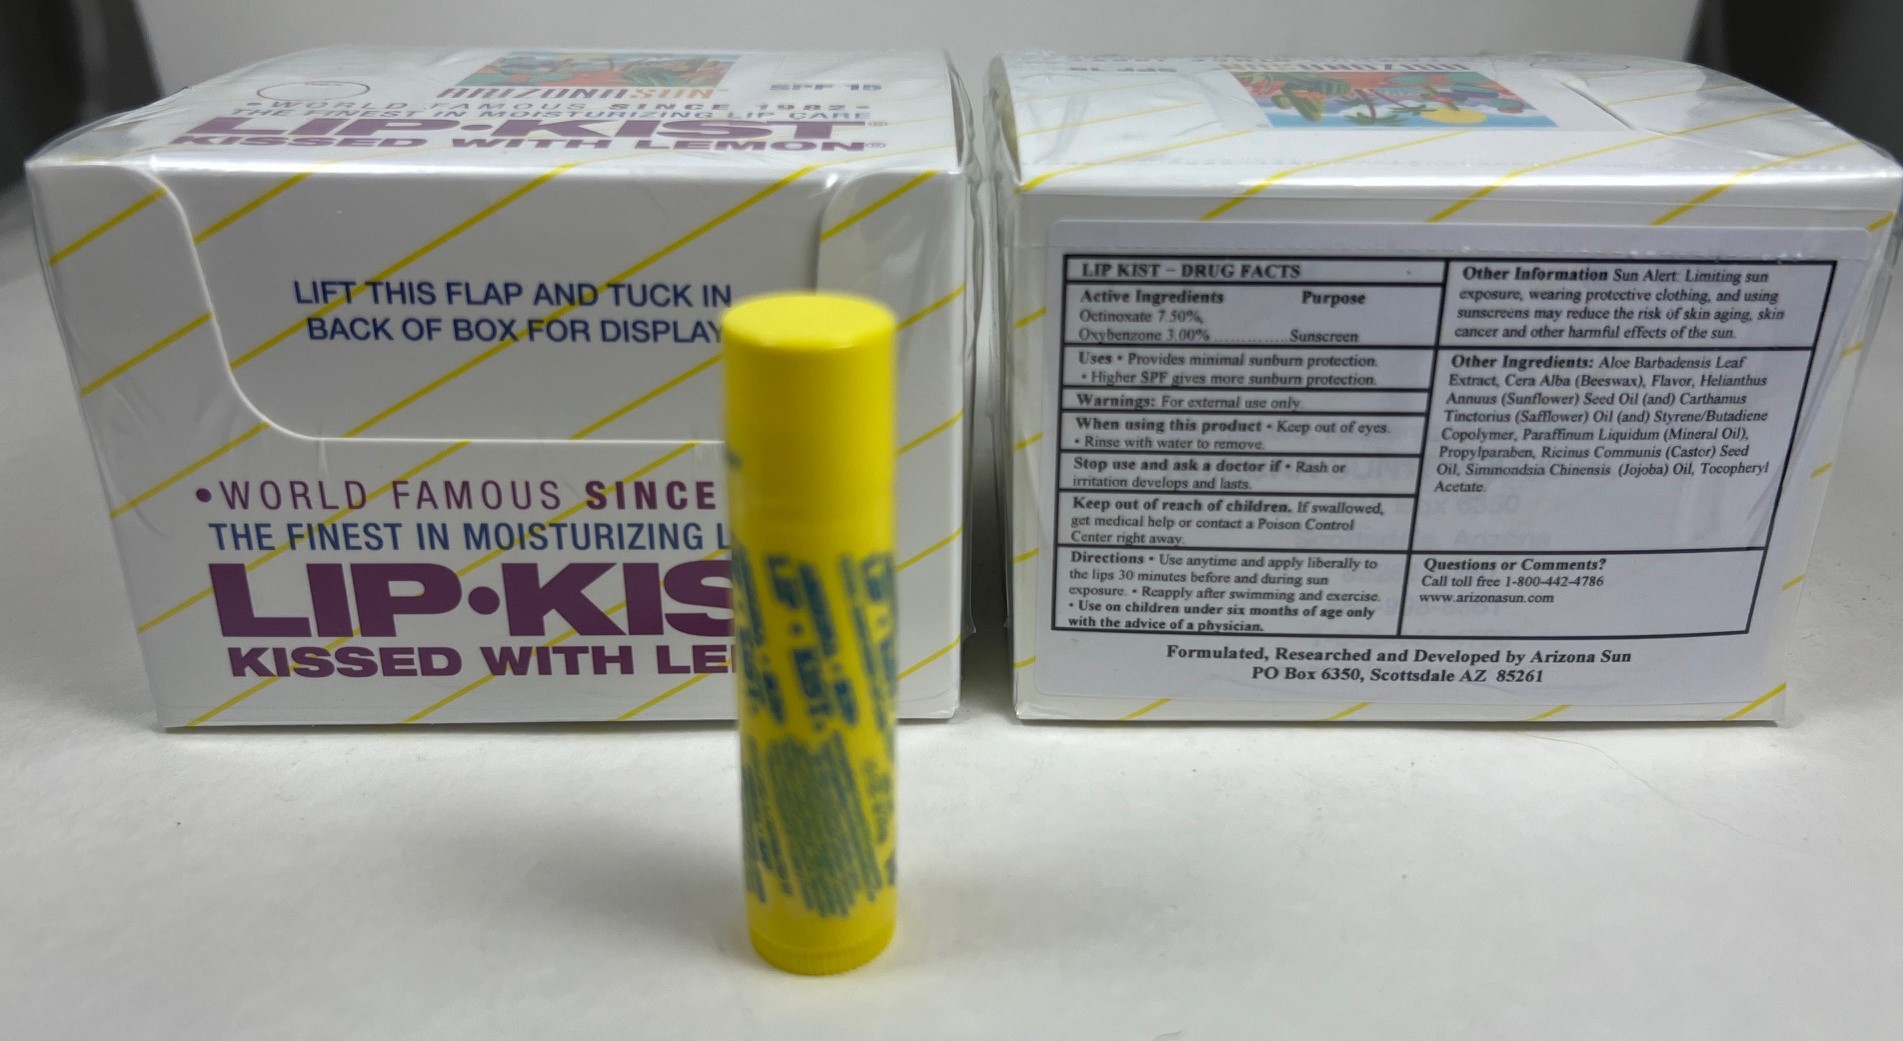 ARIZONA SUN™ SPF 15
•WORLD FAMOUS SINCE 1982•
THE FINEST IN MOISTURIZING LIP CARE
LIP•KIST®
KISSED WITH LEMON®
LIFT THIS FLAP AND TUCK IN
BACK OF BOX FOR DISPLAY
•WORLD FAMOUS SINCE
THE FINEST IN MOISTURIZING L
LIP•KIS
KISSED WITH LE
LIP • KIST.
SPF 15
LIP KIST – DRUG FACTS
Active Ingredients Purpose
Octinoxate 7.50%,
Oxybenzone 3.00%................Sunscreen
Uses • Provides minimal sunburn protection.
• Higher SPF gives more sunburn protection.
Warnings: For external use only.
When using this product • Keep out of eyes.
• Rinse with water to remove.
Stop use and ask a doctor if • Rash or
irritation develops and lasts.
Keep out of reach of children. If swallowed,
get medical help or contact a Poison Control
Center right away.
Directions • Use anytime and apply liberally to
the lips 30 minutes before and during sun
exposure. • Reapply after swimming and exercise.
• Use on children under six months of age only
with the advice of a physician.
Other Information Sun Alert: Limiting sun
exposure, wearing protective clothing, and using
sunscreens may reduce the risk of skin aging, skin
cancer and other harmful effects of the sun.
Other Ingredients: Aloe Barbadensis Leaf
Extract, Cera Alba (Beeswax), Flavor, Helianthus
Annuus (Sunflower) Seed Oil (and) Carthamus
Tinctorius (Safflower) Oil (and) Styrene/Butadiene
Copolymer, Paraffinum Liquidum (Mineral Oil),
Propylparaben, Ricinus Communis (Castor) Seed
Oil, Simmondsia Chinensis (Jojoba) Oil, Tocopheryl
Acetate.
Questions or Comments?
Call toll free 1-800-442-4786
www.arizonasun.com
Formulated, Researched and Developed by Arizona Sun
PO Box 6350, Scottsdale AZ 85261